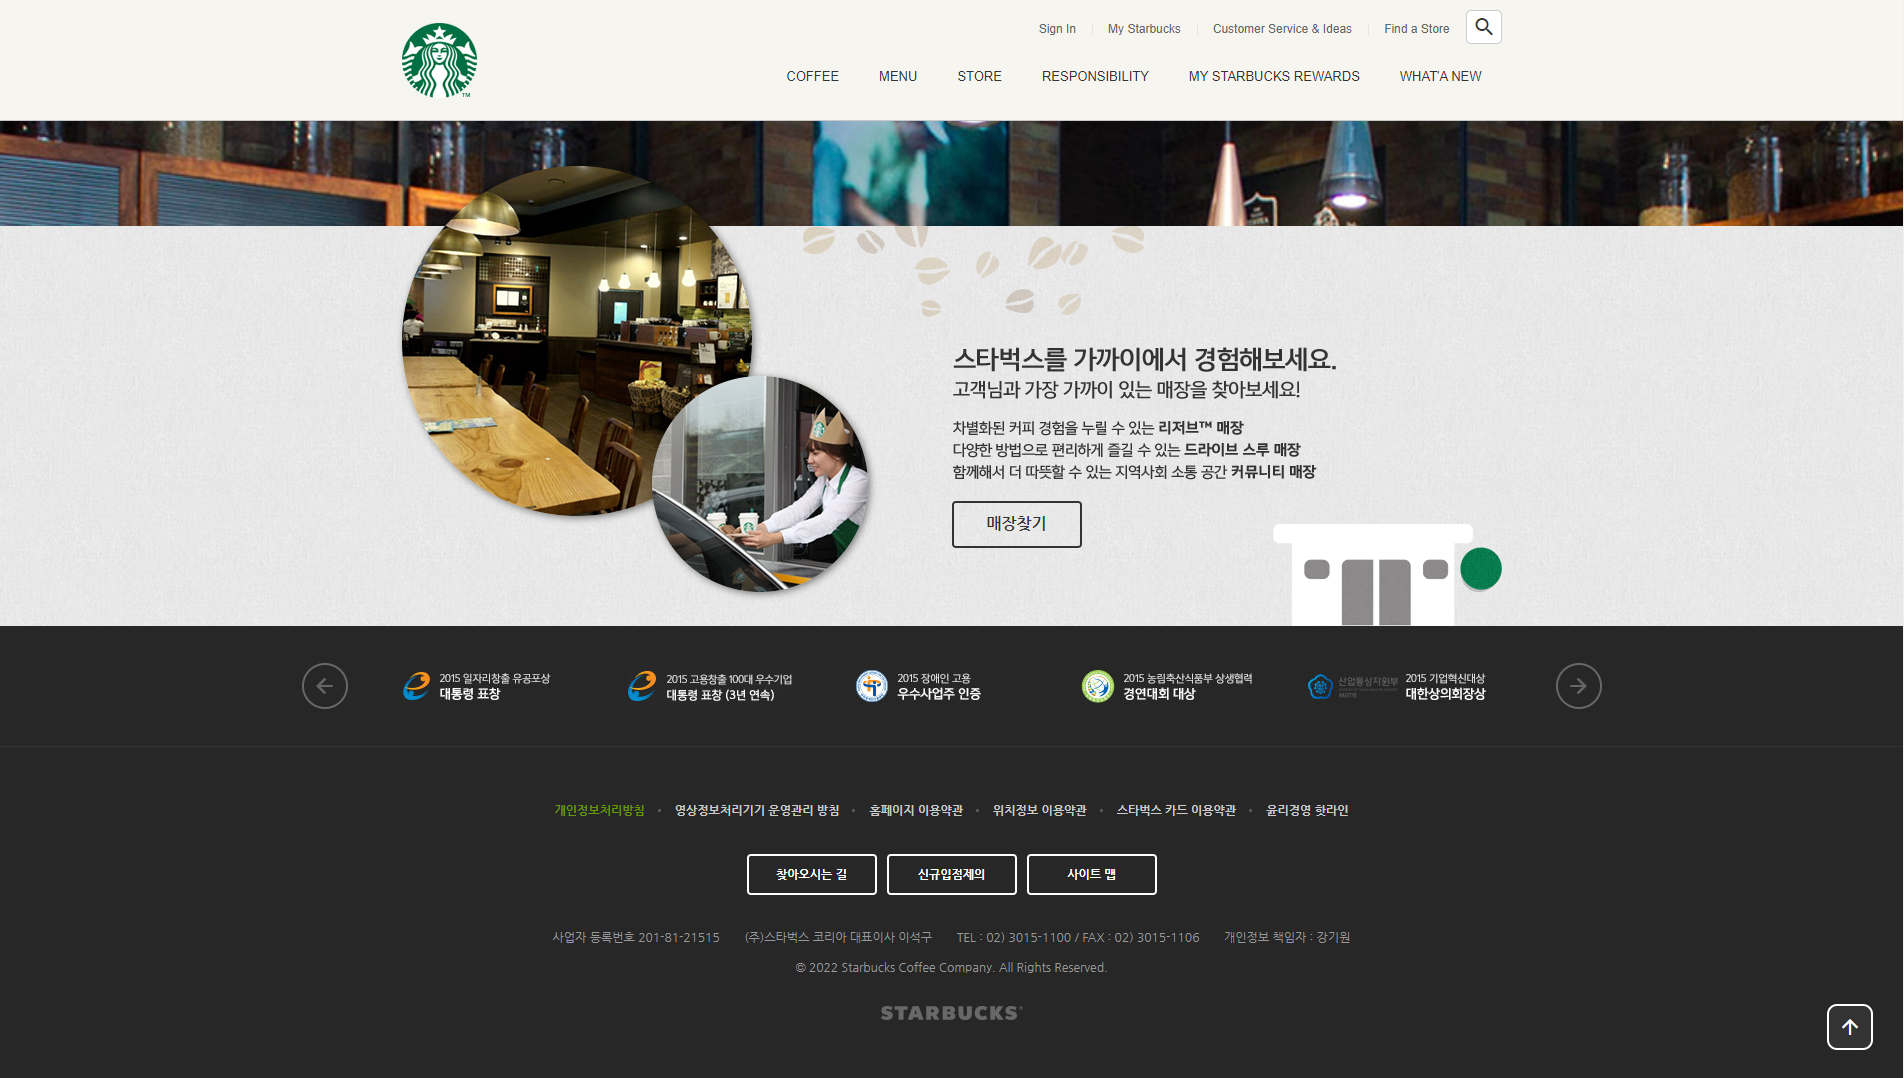 Sign In
My Starbucks
Customer Service & Ideas
Find a Store
COFFEE
MENU
STORE
RESPONSIBILITY
MY STARBUCKS REWARDS
WHAT'A NEW
TM
스타벅스를 가까이에서 경험해보세요.
고객님과 가장 가까이 있는 매장을 찾아보세요!
차별화된 커피 경험을 누릴 수 있는 리저브™ 매장
다양한 방법으로 편리하게 즐길 수 있는 드라이브 스루 매장
함께해서 더 따뜻할 수 있는 지역사회 소통 공간 커뮤니티 매장
매장찾기
2015 일자리창출 유공포상
대통령 표창
2015 고용창출 100대 우수기업
대통령 표창 (3년 연속)
2015 장애인 고용
우수사업주 인증
2015 농림축산식품부 상생협력
경연대회 대상
산업통상자원부
MOTIE
2015 기업혁신대상
대한상의회장상
개인정보처리방침
영상정보처리기기 운영관리 방침
홈페이지 이용약관
위치정보 이용약관
스타벅스 카드 이용약관
윤리경영 핫라인
찾아오시는 길
신규입점제의
사이트 맵
사업자 등록번호 201-81-21515
(주)스타벅스 코리아 대표이사 이석구
TEL : 02) 3015-1100 / FAX : 02) 3015-1106
개인정보 책임자 : 강기원
© 2022 Starbucks Coffee Company. All Rights Reserved.
STARBUCKS®